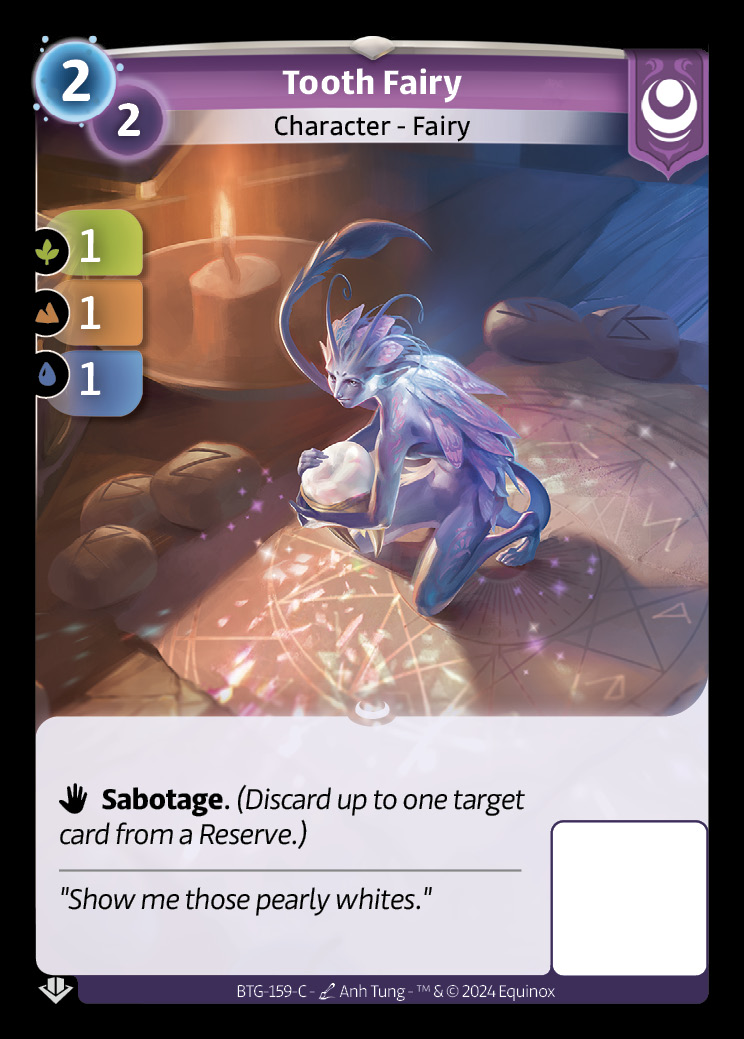 2
Tooth Fairy
2
Character - Fairy
1
1
1
Sabotage. (Discard up to one target
card from a Reserve.)
"Show me those pearly whites."
BTG-159-C - Anh Tung - ™ & © 2024 Equinox